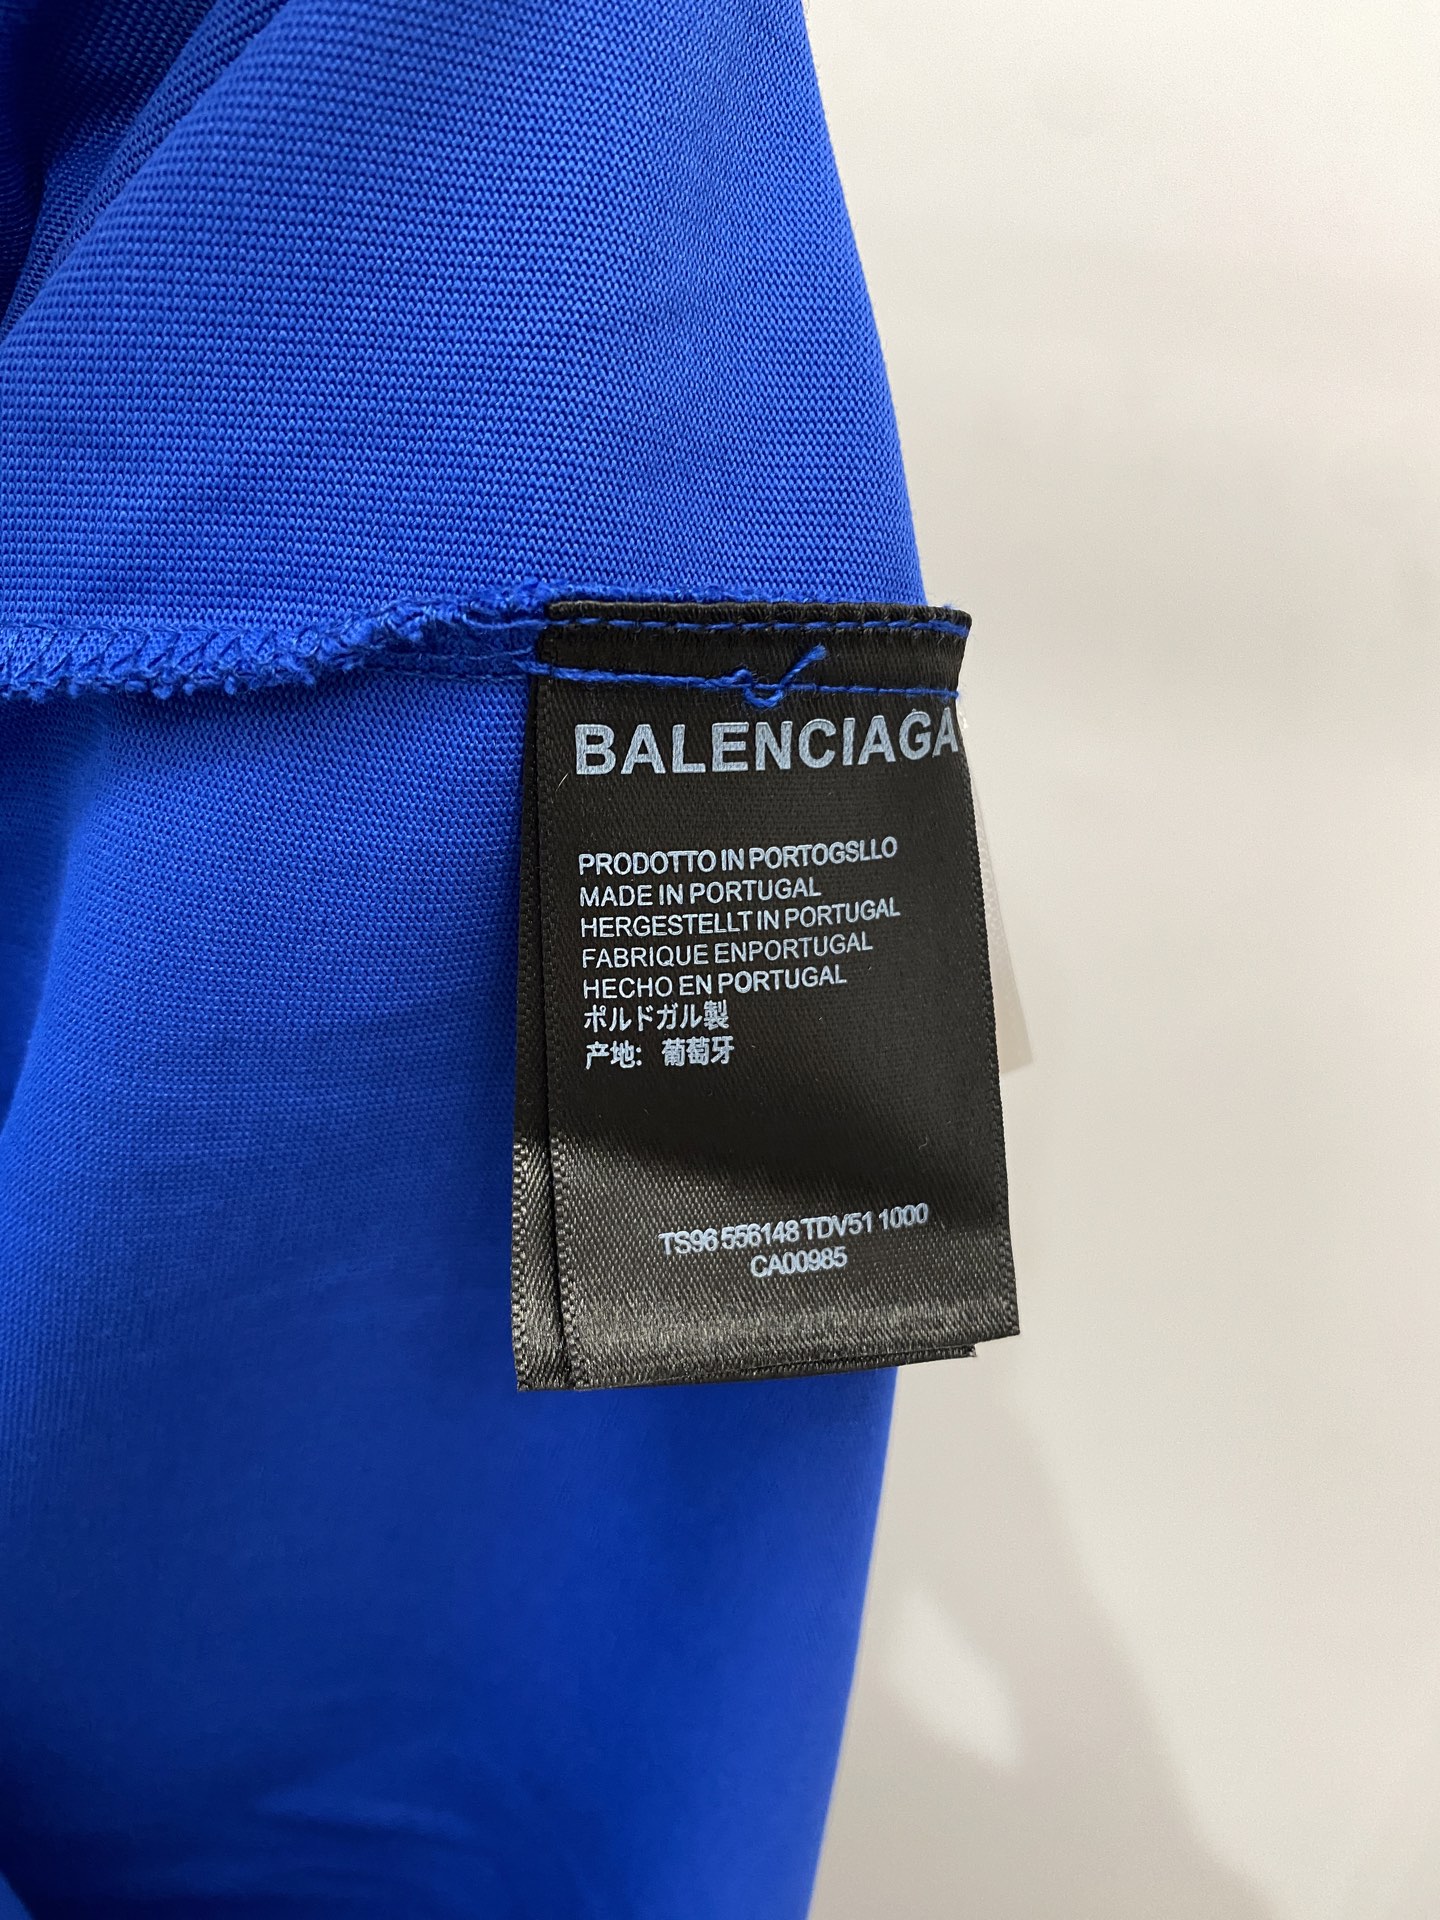 BALENCIAGA
PRODOTTO IN PORTOGSLLO
MADE IN PORTUGAL
HERGESTELLT IN PORTUGAL
FABRIQUE ENPORTUGAL
HECHO EN PORTUGAL
ポルドガル製
产地: 葡萄牙
TS96 556148 TDV51 1000
CA00985